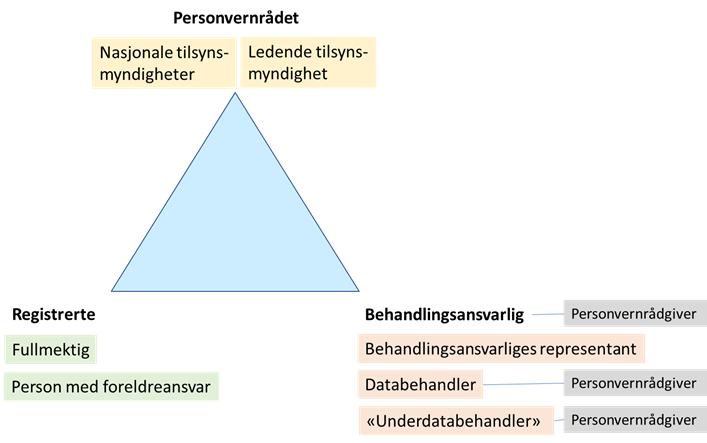 Personvernrådet
Nasjonale tilsyns-
myndigheter
Ledende tilsyns-
myndighet
Registrerte
Fullmektig
Person med foreldreansvar
Behandlingsansvarlig
Personvernrådgiver
Behandlingsansvarliges representant
Databehandler
Personvernrådgiver
«Underdatabehandler»
Personvernrådgiver